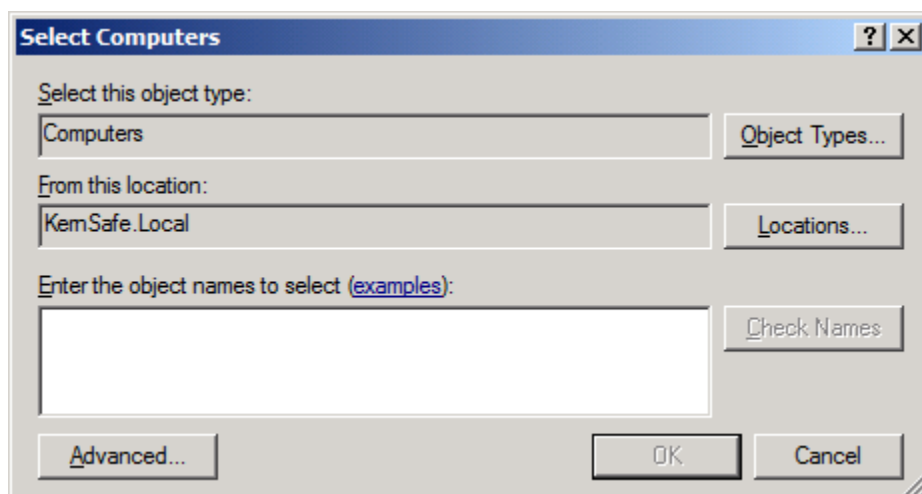 Select Computers
Select this object type:
Computers
Object Types...
From this location:
KernSafe.Local
Locations...
Enter the object names to select (examples):
Check Names
Advanced...
OK
Cancel